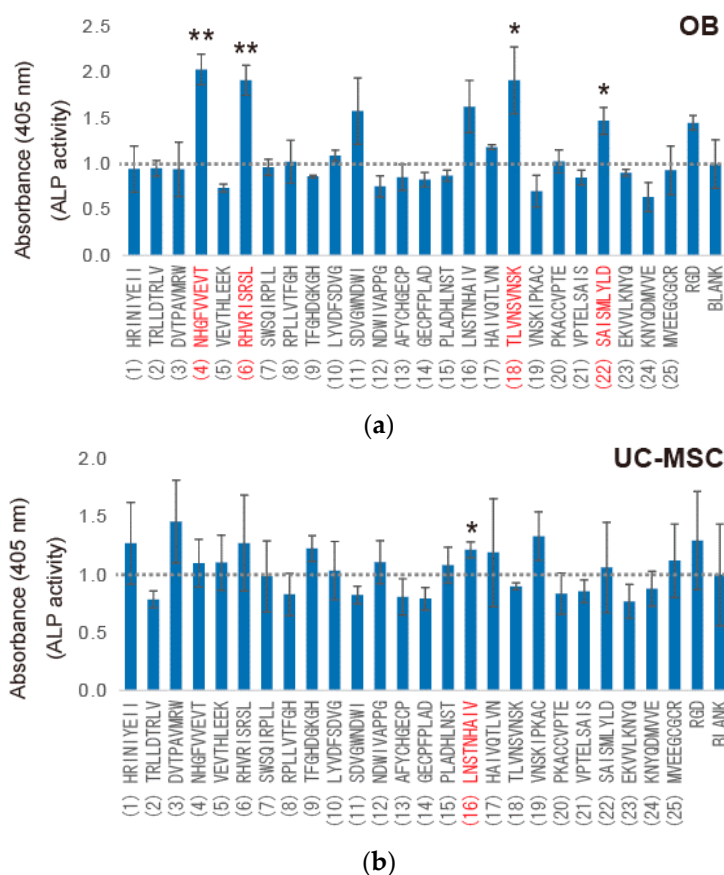 OB
Absorbance (405 nm)
(ALP activity)
2.5
2.0
1.5
1.0
0.5
0.0
** ** * *
(1) HRINIYEII
(2) TRLLDTRLV
(3) DVTPAVMRW
(4) NHGFVVEVT
(5) VEVTHLEEK
(6) RHVRISRSL
(7) SWSQIRPLL
(8) RPLLVTFGH
(9) TFGHDGKGH
(10) LYVDFSDVG
(11) SDVGWNDWI
(12) NDWIVAPPG
(13) AFYCHGECP
(14) GECPFPLAD
(15) PLADHLNST
(16) LNSTNHAIV
(17) HAIVQTLVN
(18) TLVNSVNSK
(19) VNSKIPKAC
(20) PKACCVPTE
(21) VPTELSAIS
(22) SAISMLYLD
(23) EKVVLKNYQ
(24) KNYQDMVVE
(25) MVEEGCGCR
RGD
BLANK
(a)
UC-MSC
Absorbance (405 nm)
(ALP activity)
2.0
1.5
1.0
0.5
0.0
*
(1) HRINIYEII
(2) TRLLDTRLV
(3) DVTPAVMRW
(4) NHGFVVEVT
(5) VEVTHLEEK
(6) RHVRISRSL
(7) SWSQIRPLL
(8) RPLLVTFGH
(9) TFGHDGKGH
(10) LYVDFSDVG
(11) SDVGWNDWI
(12) NDWIVAPPG
(13) AFYCHGECP
(14) GECPFPLAD
(15) PLADHLNST
(16) LNSTNHAIV
(17) HAIVQTLVN
(18) TLVNSVNSK
(19) VNSKIPKAC
(20) PKACCVPTE
(21) VPTELSAIS
(22) SAISMLYLD
(23) EKVVLKNYQ
(24) KNYQDMVVE
(25) MVEEGCGCR
RGD
BLANK
(b)